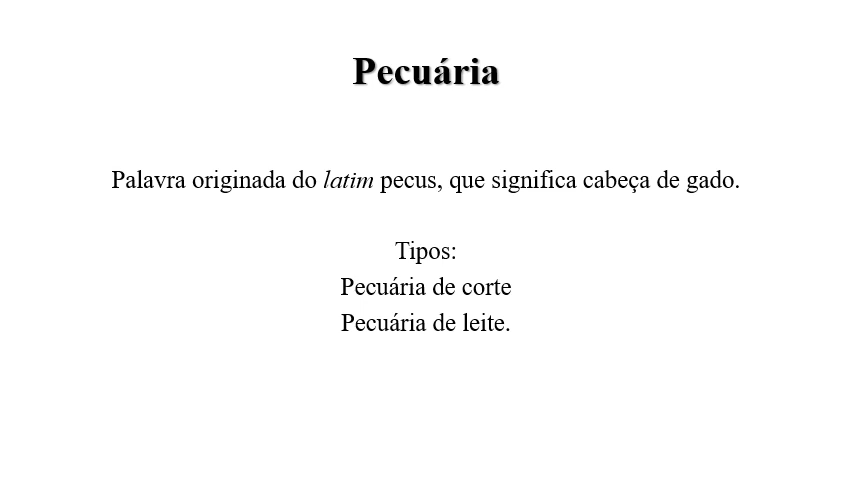 Pecuária
Palavra originada do latim pecus, que significa cabeça de gado.
Tipos:
Pecuária de corte
Pecuária de leite.